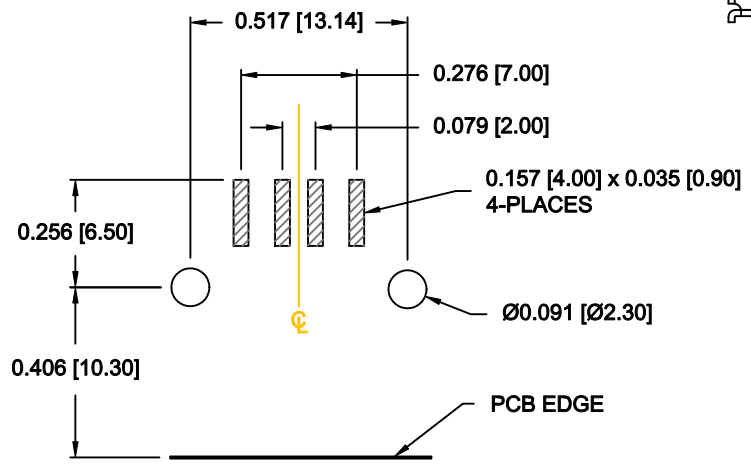 0.517 [13.14]
0.276 [7.00]
0.079 [2.00]
0.157 [4.00] x 0.035 [0.90]
4-PLACES
0.256 [6.50]
℄
Ø0.091 [Ø2.30]
0.406 [10.30]
PCB EDGE